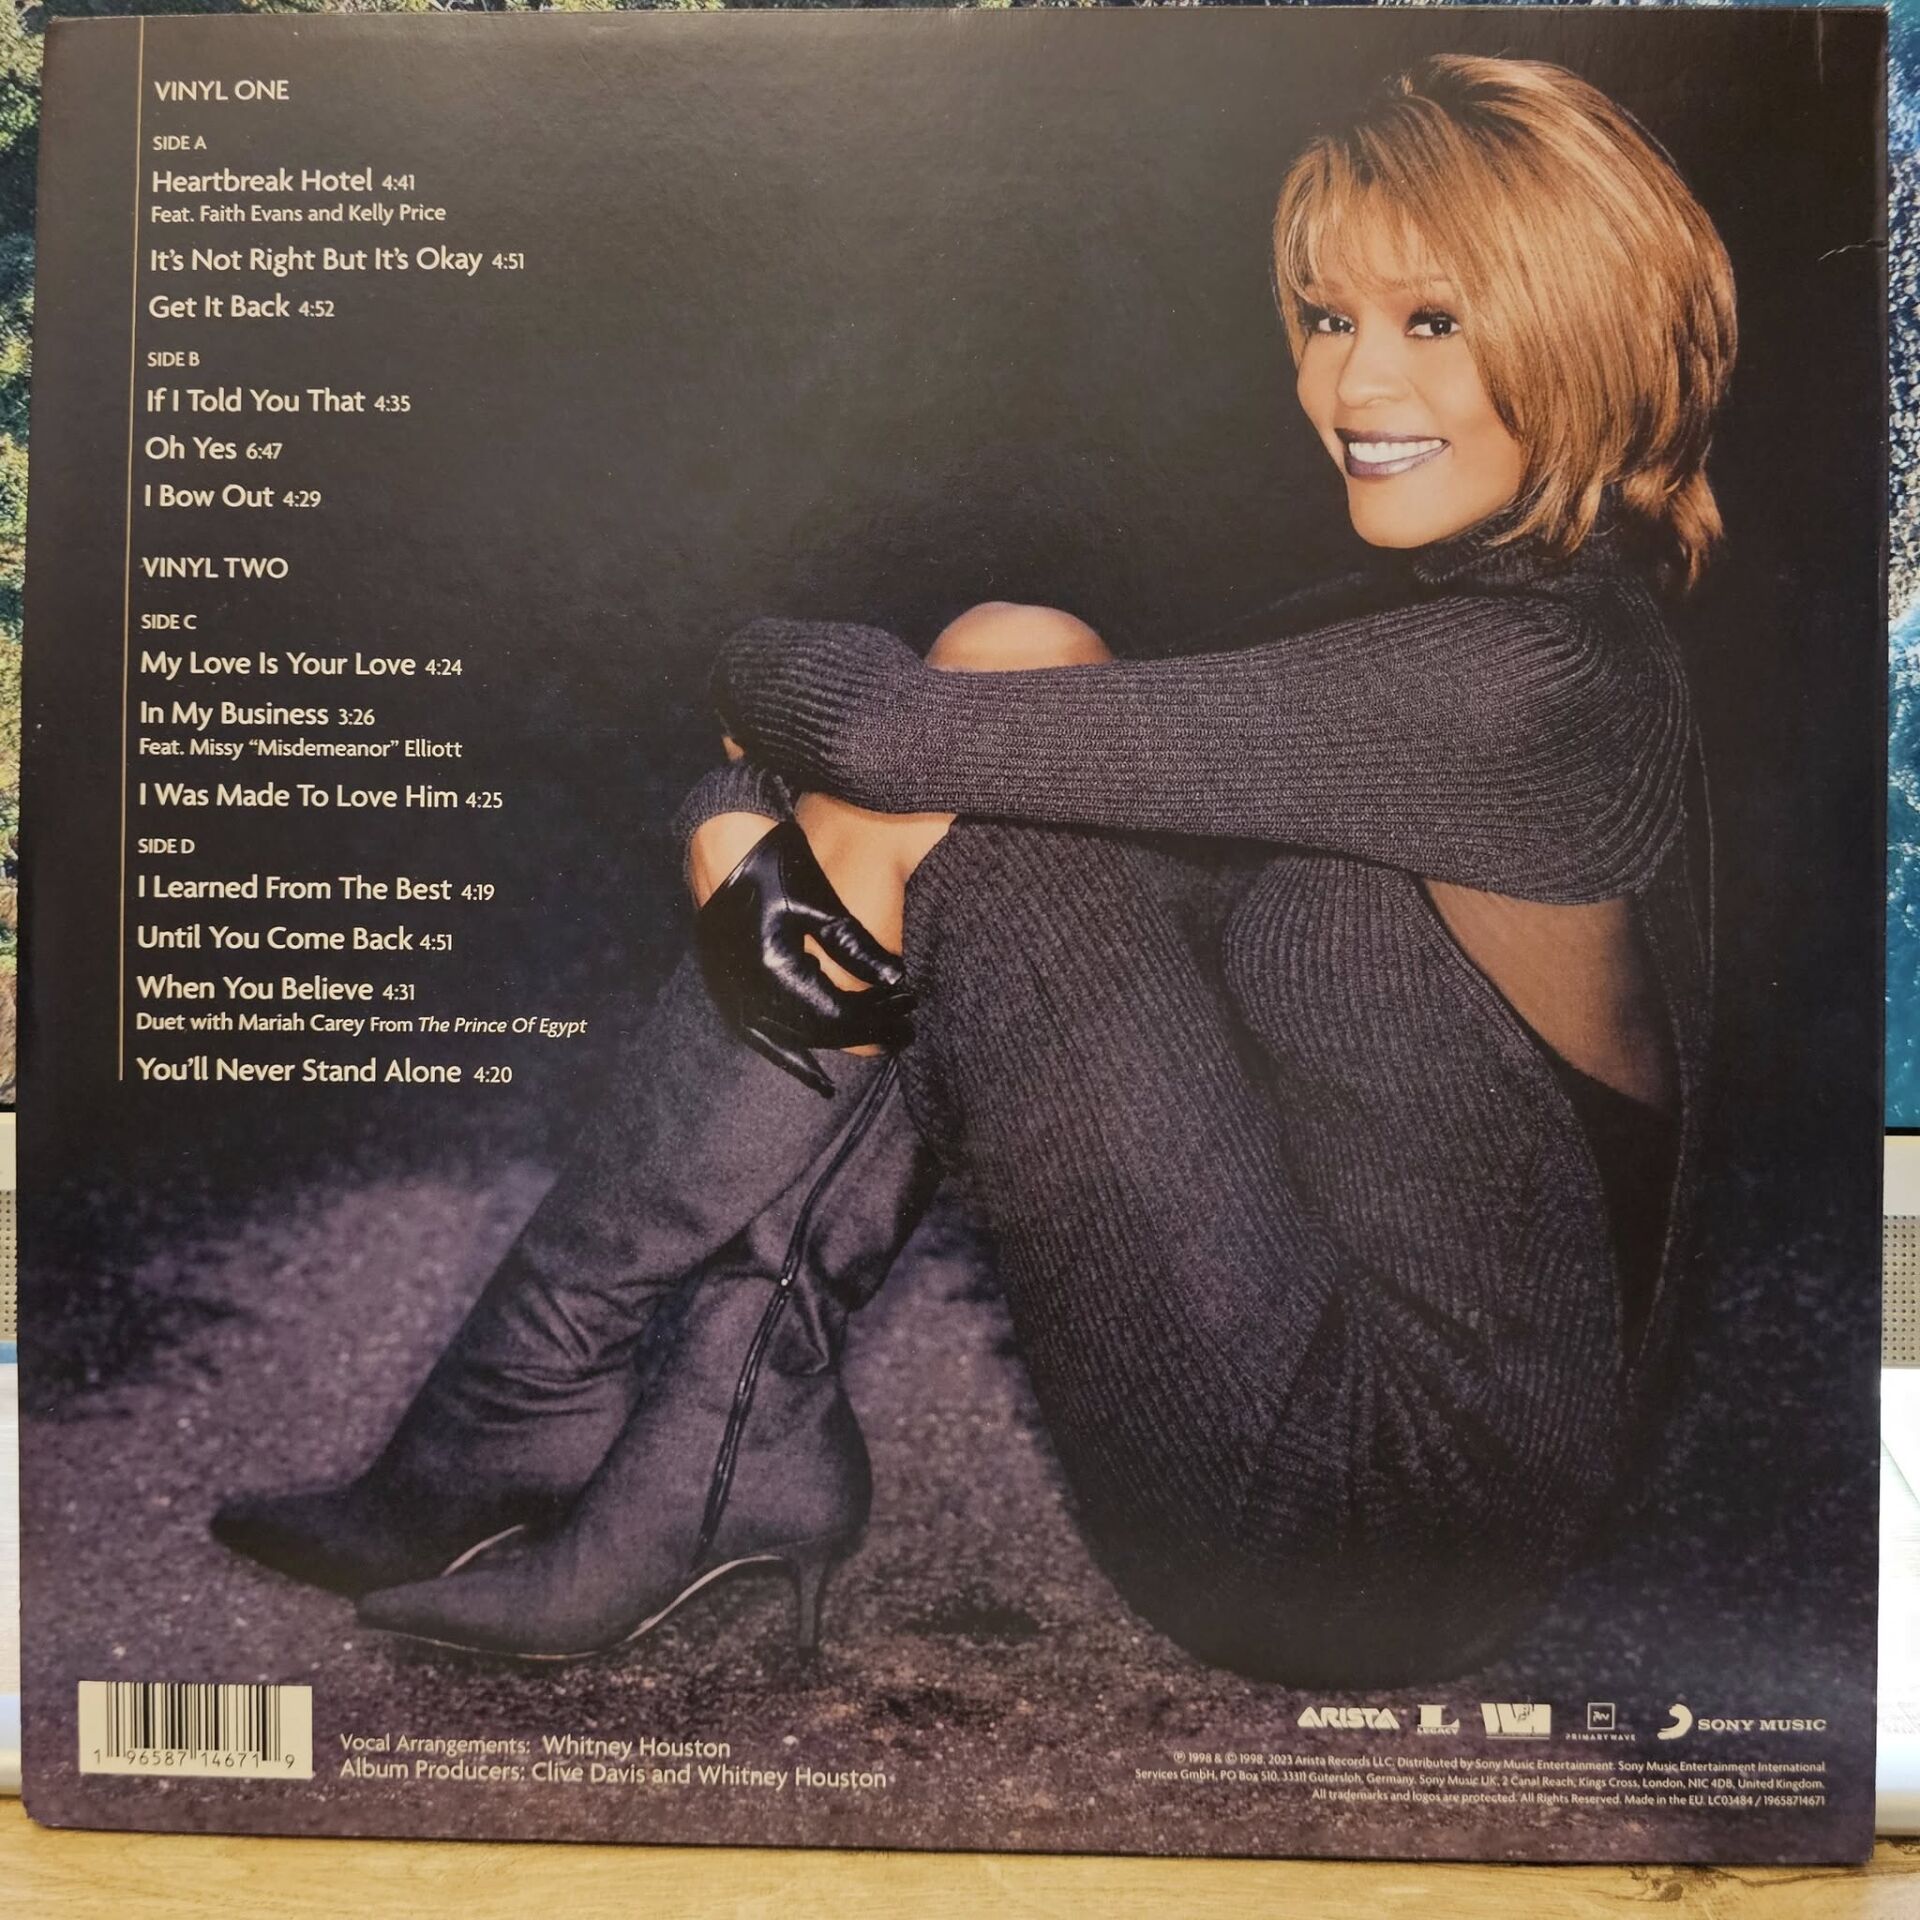 VINYL ONE
SIDE A
Heartbreak Hotel 4:41
Feat. Faith Evans and Kelly Price
It's Not Right But It's Okay 4:51
Get It Back 4:52
SIDE B
If I Told You That 4:35
Oh Yes 6:47
I Bow Out 4:29
VINYL TWO
SIDE C
My Love Is Your Love 4:24
In My Business 3:26
Feat. Missy “Misdemeanor” Elliott
I Was Made To Love Him 4:25
SIDE D
I Learned From The Best 4:19
Until You Come Back 4:51
When You Believe 4:31
Duet with Mariah Carey From The Prince Of Egypt
You'll Never Stand Alone 4:20
1 96587 14671 9
Vocal Arrangements: Whitney Houston
Album Producers: Clive Davis and Whitney Houston
ARISTA LEGACY PRIMARY WAVE SONY MUSIC
℗ 1998 & © 1998, 2023 Arista Records LLC. Distributed by Sony Music Entertainment. Sony Music Entertainment International
Services GmbH, PO Box 510, 33311 Gutersloh, Germany. Sony Music UK, 2 Canal Reach, Kings Cross, London, N1C 4DB, United Kingdom.
All trademarks and logos are protected. All Rights Reserved. Made in the EU. LC03484 / 19658714671